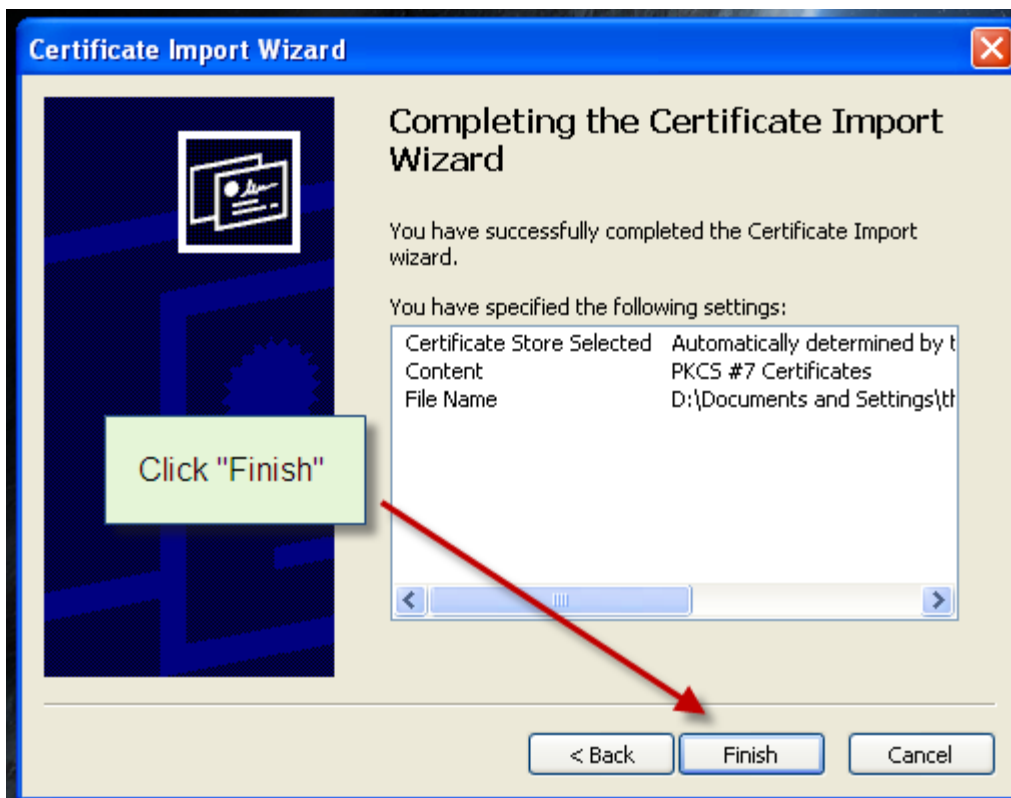 Certificate Import Wizard
Completing the Certificate Import
Wizard
You have successfully completed the Certificate Import
wizard.
You have specified the following settings:
Certificate Store Selected Automatically determined by t
Content PKCS #7 Certificates
File Name D:\Documents and Settings\th
Click "Finish"
< Back Finish Cancel